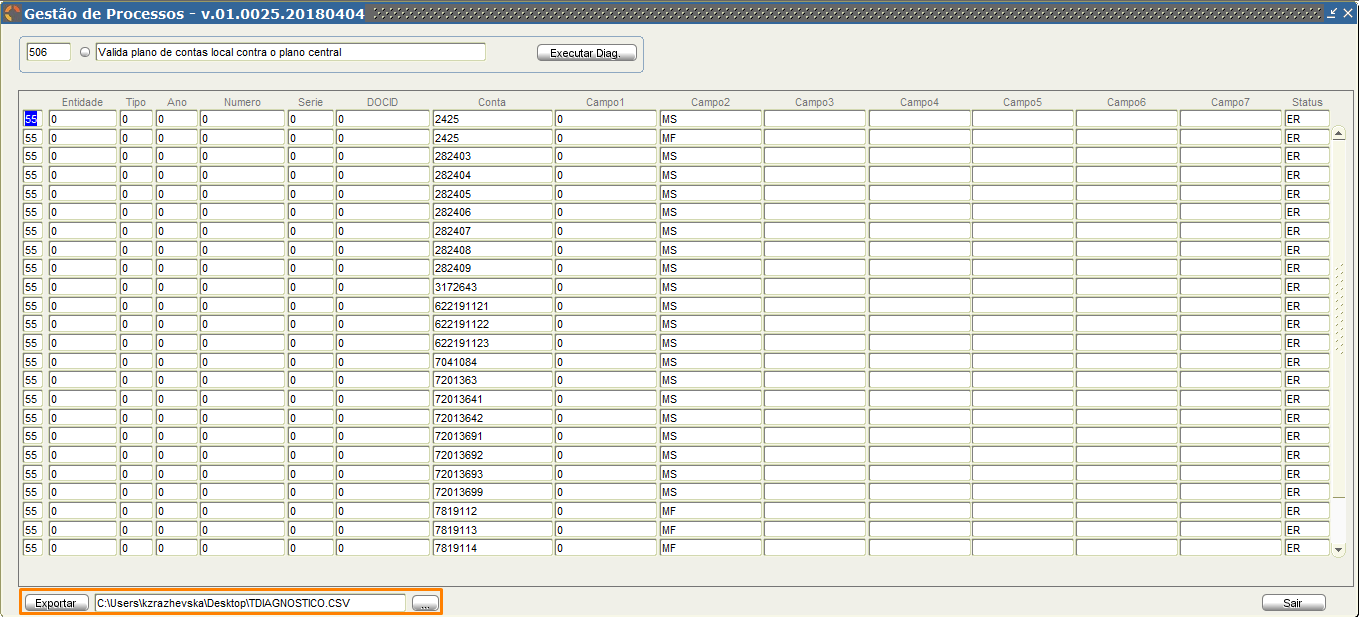 Gestão de Processos - v.01.0025.20180404
506 Valida plano de contas local contra o plano central Executar Diag.
Entidade Tipo Ano Numero Serie DOCID Conta Campo1 Campo2 Campo3 Campo4 Campo5 Campo6 Campo7 Status
55 0 0 0 0 0 0 2425 0 MS ER
55 0 0 0 0 0 0 2425 0 MF ER
55 0 0 0 0 0 0 282403 0 MS ER
55 0 0 0 0 0 0 282404 0 MS ER
55 0 0 0 0 0 0 282405 0 MS ER
55 0 0 0 0 0 0 282406 0 MS ER
55 0 0 0 0 0 0 282407 0 MS ER
55 0 0 0 0 0 0 282408 0 MS ER
55 0 0 0 0 0 0 282409 0 MS ER
55 0 0 0 0 0 0 3172643 0 MS ER
55 0 0 0 0 0 0 622191121 0 MS ER
55 0 0 0 0 0 0 622191122 0 MS ER
55 0 0 0 0 0 0 622191123 0 MS ER
55 0 0 0 0 0 0 7041084 0 MS ER
55 0 0 0 0 0 0 7201363 0 MS ER
55 0 0 0 0 0 0 72013641 0 MS ER
55 0 0 0 0 0 0 72013642 0 MS ER
55 0 0 0 0 0 0 72013691 0 MS ER
55 0 0 0 0 0 0 72013692 0 MS ER
55 0 0 0 0 0 0 72013693 0 MS ER
55 0 0 0 0 0 0 72013699 0 MS ER
55 0 0 0 0 0 0 7819112 0 MF ER
55 0 0 0 0 0 0 7819113 0 MF ER
55 0 0 0 0 0 0 7819114 0 MF ER
Exportar C:\Users\kzrazhevska\Desktop\TDIAGNOSTICO.CSV ... Sair